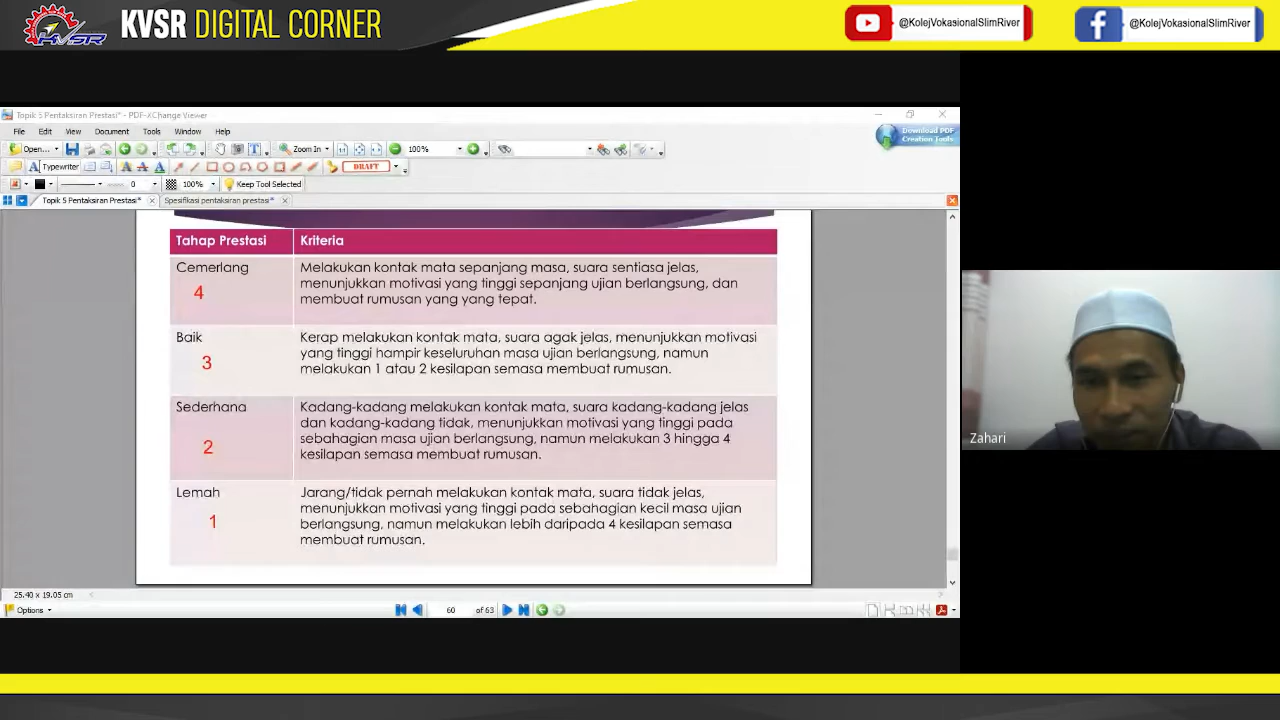 KVSR
KVSR DIGITAL CORNER
@KolejVokasionalSlimRiver
@KolejVokasionalSlimRiver
Topik 5 Pentaksiran Prestasi* - PDF-XChange Viewer
File Edit View Document Tools Window Help
Download PDF
Creation Tools
Open...
Zoom In
100%
Typewriter
DRAFT
0
100%
Keep Tool Selected
Topik 5 Pentaksiran Prestasi*
Spesifikasi pentaksiran prestasi*
Tahap Prestasi
Kriteria
Cemerlang
4
Melakukan kontak mata sepanjang masa, suara sentiasa jelas,
menunjukkan motivasi yang tinggi sepanjang ujian berlangsung, dan
membuat rumusan yang yang tepat.
Baik
3
Kerap melakukan kontak mata, suara agak jelas, menunjukkan motivasi
yang tinggi hampir keseluruhan masa ujian berlangsung, namun
melakukan 1 atau 2 kesilapan semasa membuat rumusan.
Sederhana
2
Kadang-kadang melakukan kontak mata, suara kadang-kadang jelas
dan kadang-kadang tidak, menunjukkan motivasi yang tinggi pada
sebahagian masa ujian berlangsung, namun melakukan 3 hingga 4
kesilapan semasa membuat rumusan.
Lemah
1
Jarang/tidak pernah melakukan kontak mata, suara tidak jelas,
menunjukkan motivasi yang tinggi pada sebahagian kecil masa ujian
berlangsung, namun melakukan lebih daripada 4 kesilapan semasa
membuat rumusan.
25.40 x 19.05 cm
Options
60
of 63
Zahari